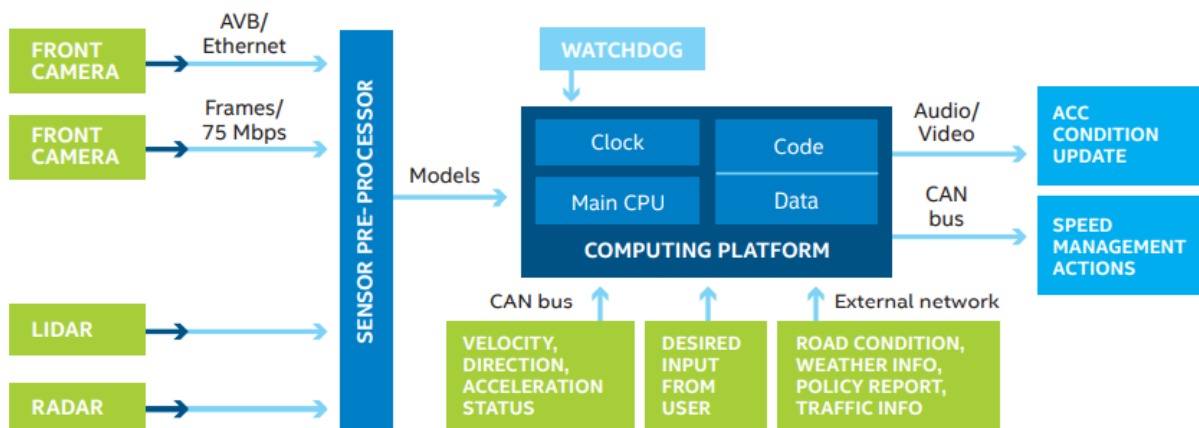 FRONT
CAMERA
AVB/
Ethernet
FRONT
CAMERA
Frames/
75 Mbps
LIDAR
RADAR
SENSOR PRE-PROCESSOR
Models
WATCHDOG
Clock
Main CPU
Code
Data
COMPUTING PLATFORM
Audio/
Video
CAN
bus
ACC
CONDITION
UPDATE
SPEED
MANAGEMENT
ACTIONS
CAN bus
External network
VELOCITY,
DIRECTION,
ACCELERATION
STATUS
DESIRED
INPUT
FROM
USER
ROAD CONDITION,
WEATHER INFO,
POLICY REPORT,
TRAFFIC INFO